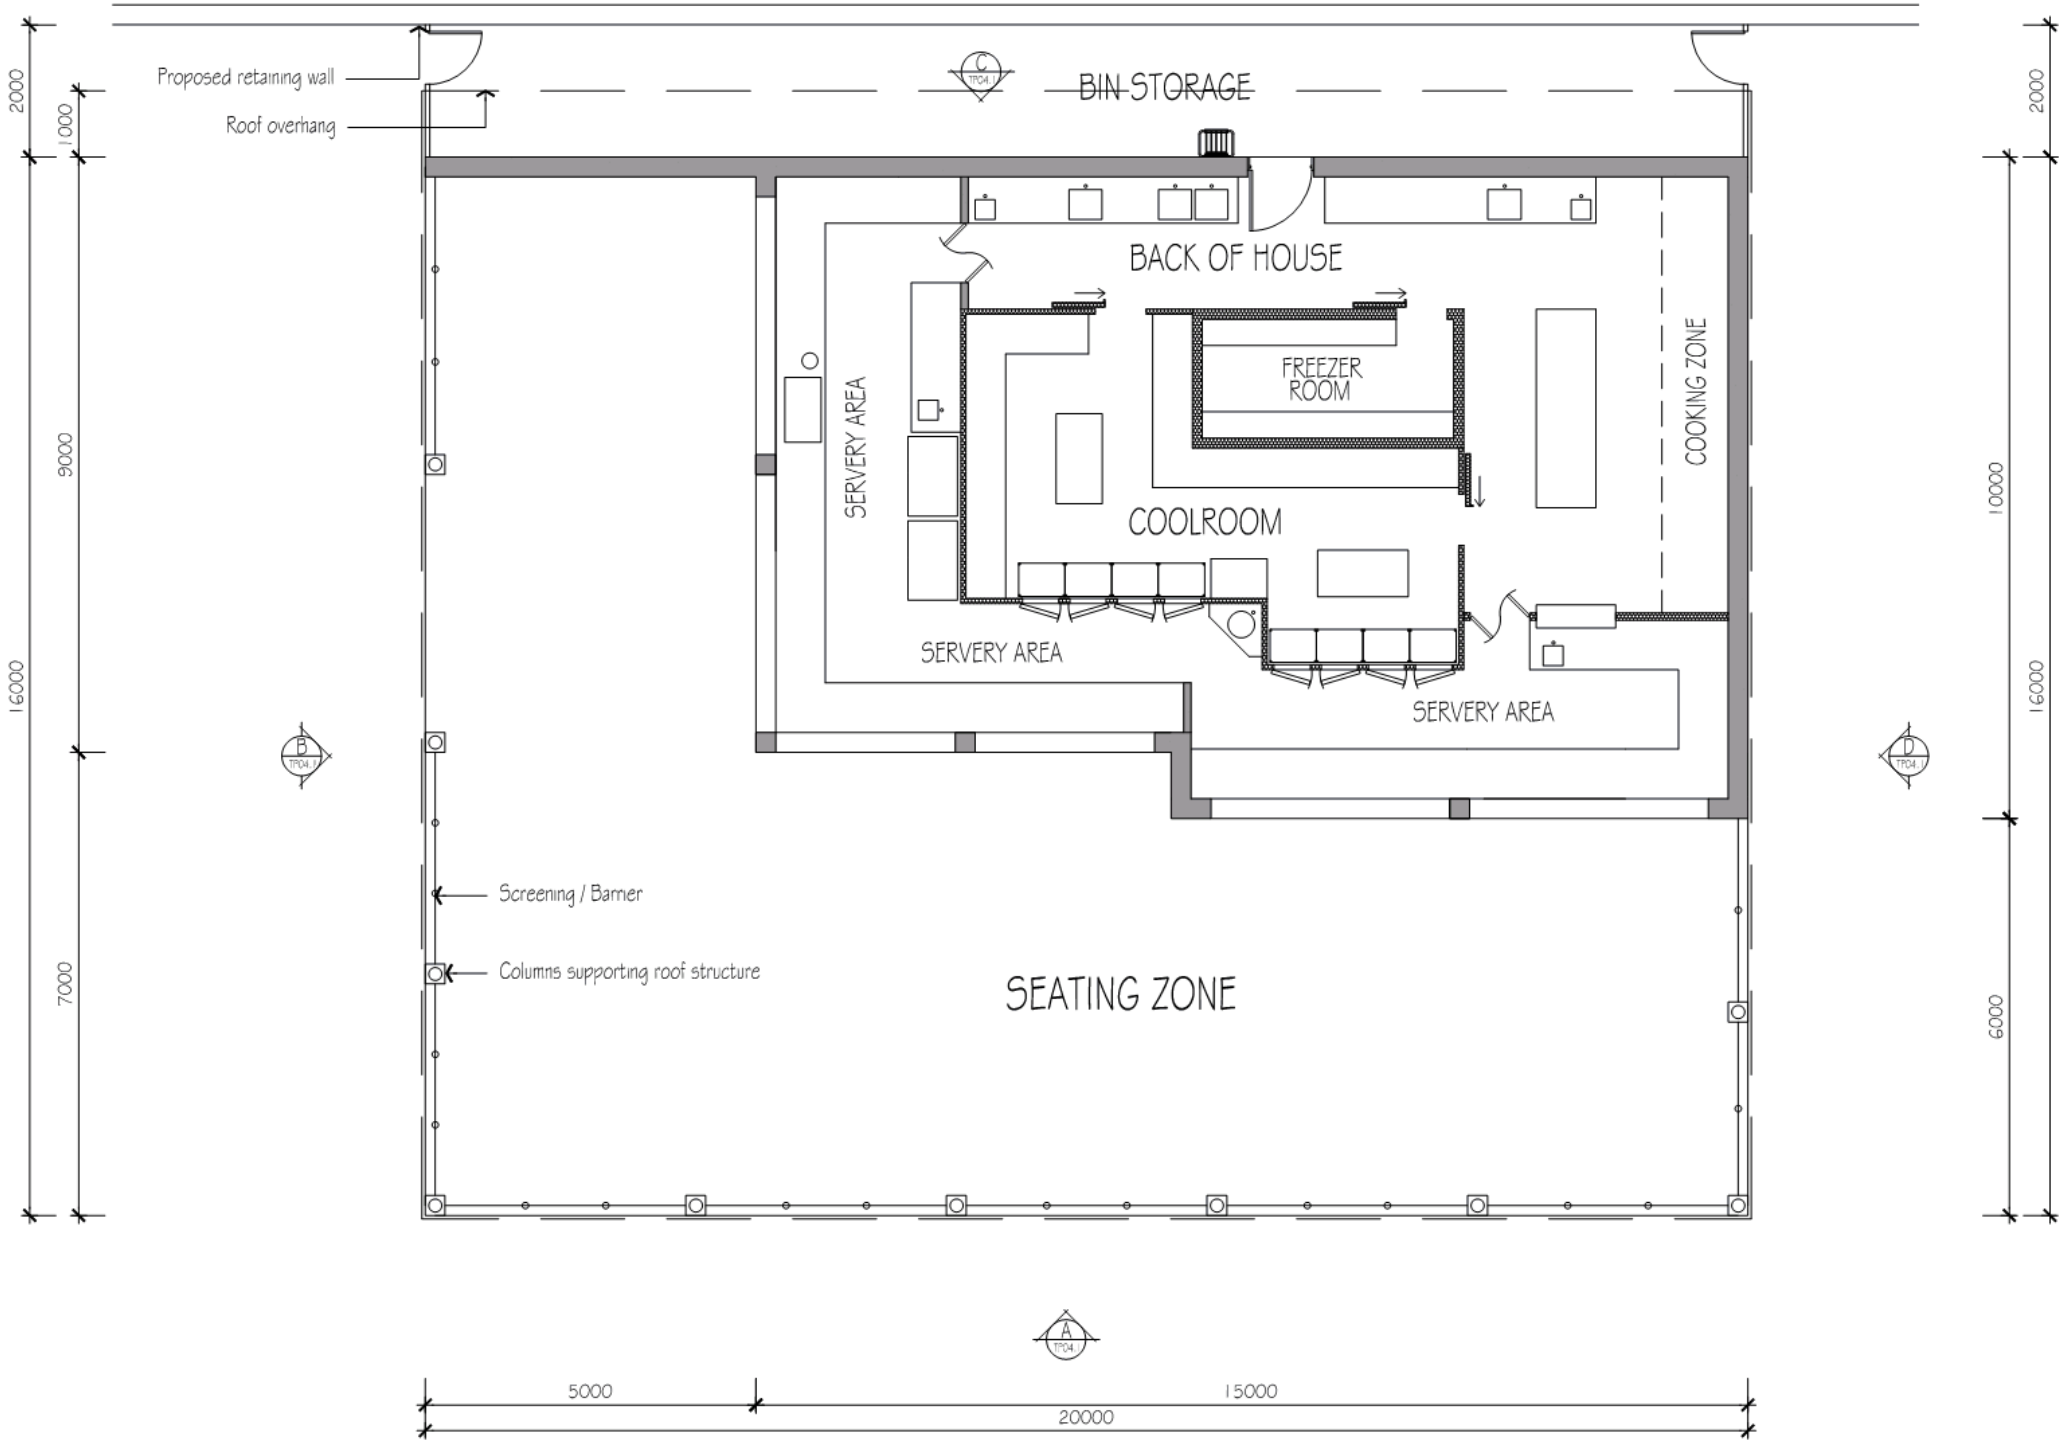 Proposed retaining wall
Roof overhang
C
TP04.1
BIN STORAGE
2000
1000
2000
BACK OF HOUSE
FREEZER
ROOM
COOKING ZONE
SERVERY AREA
COOLROOM
9000
16000
10000
16000
SERVERY AREA
SERVERY AREA
B
TP04.1
D
TP04.1
Screening / Barrier
Columns supporting roof structure
SEATING ZONE
7000
6000
A
TP04.1
5000
15000
20000